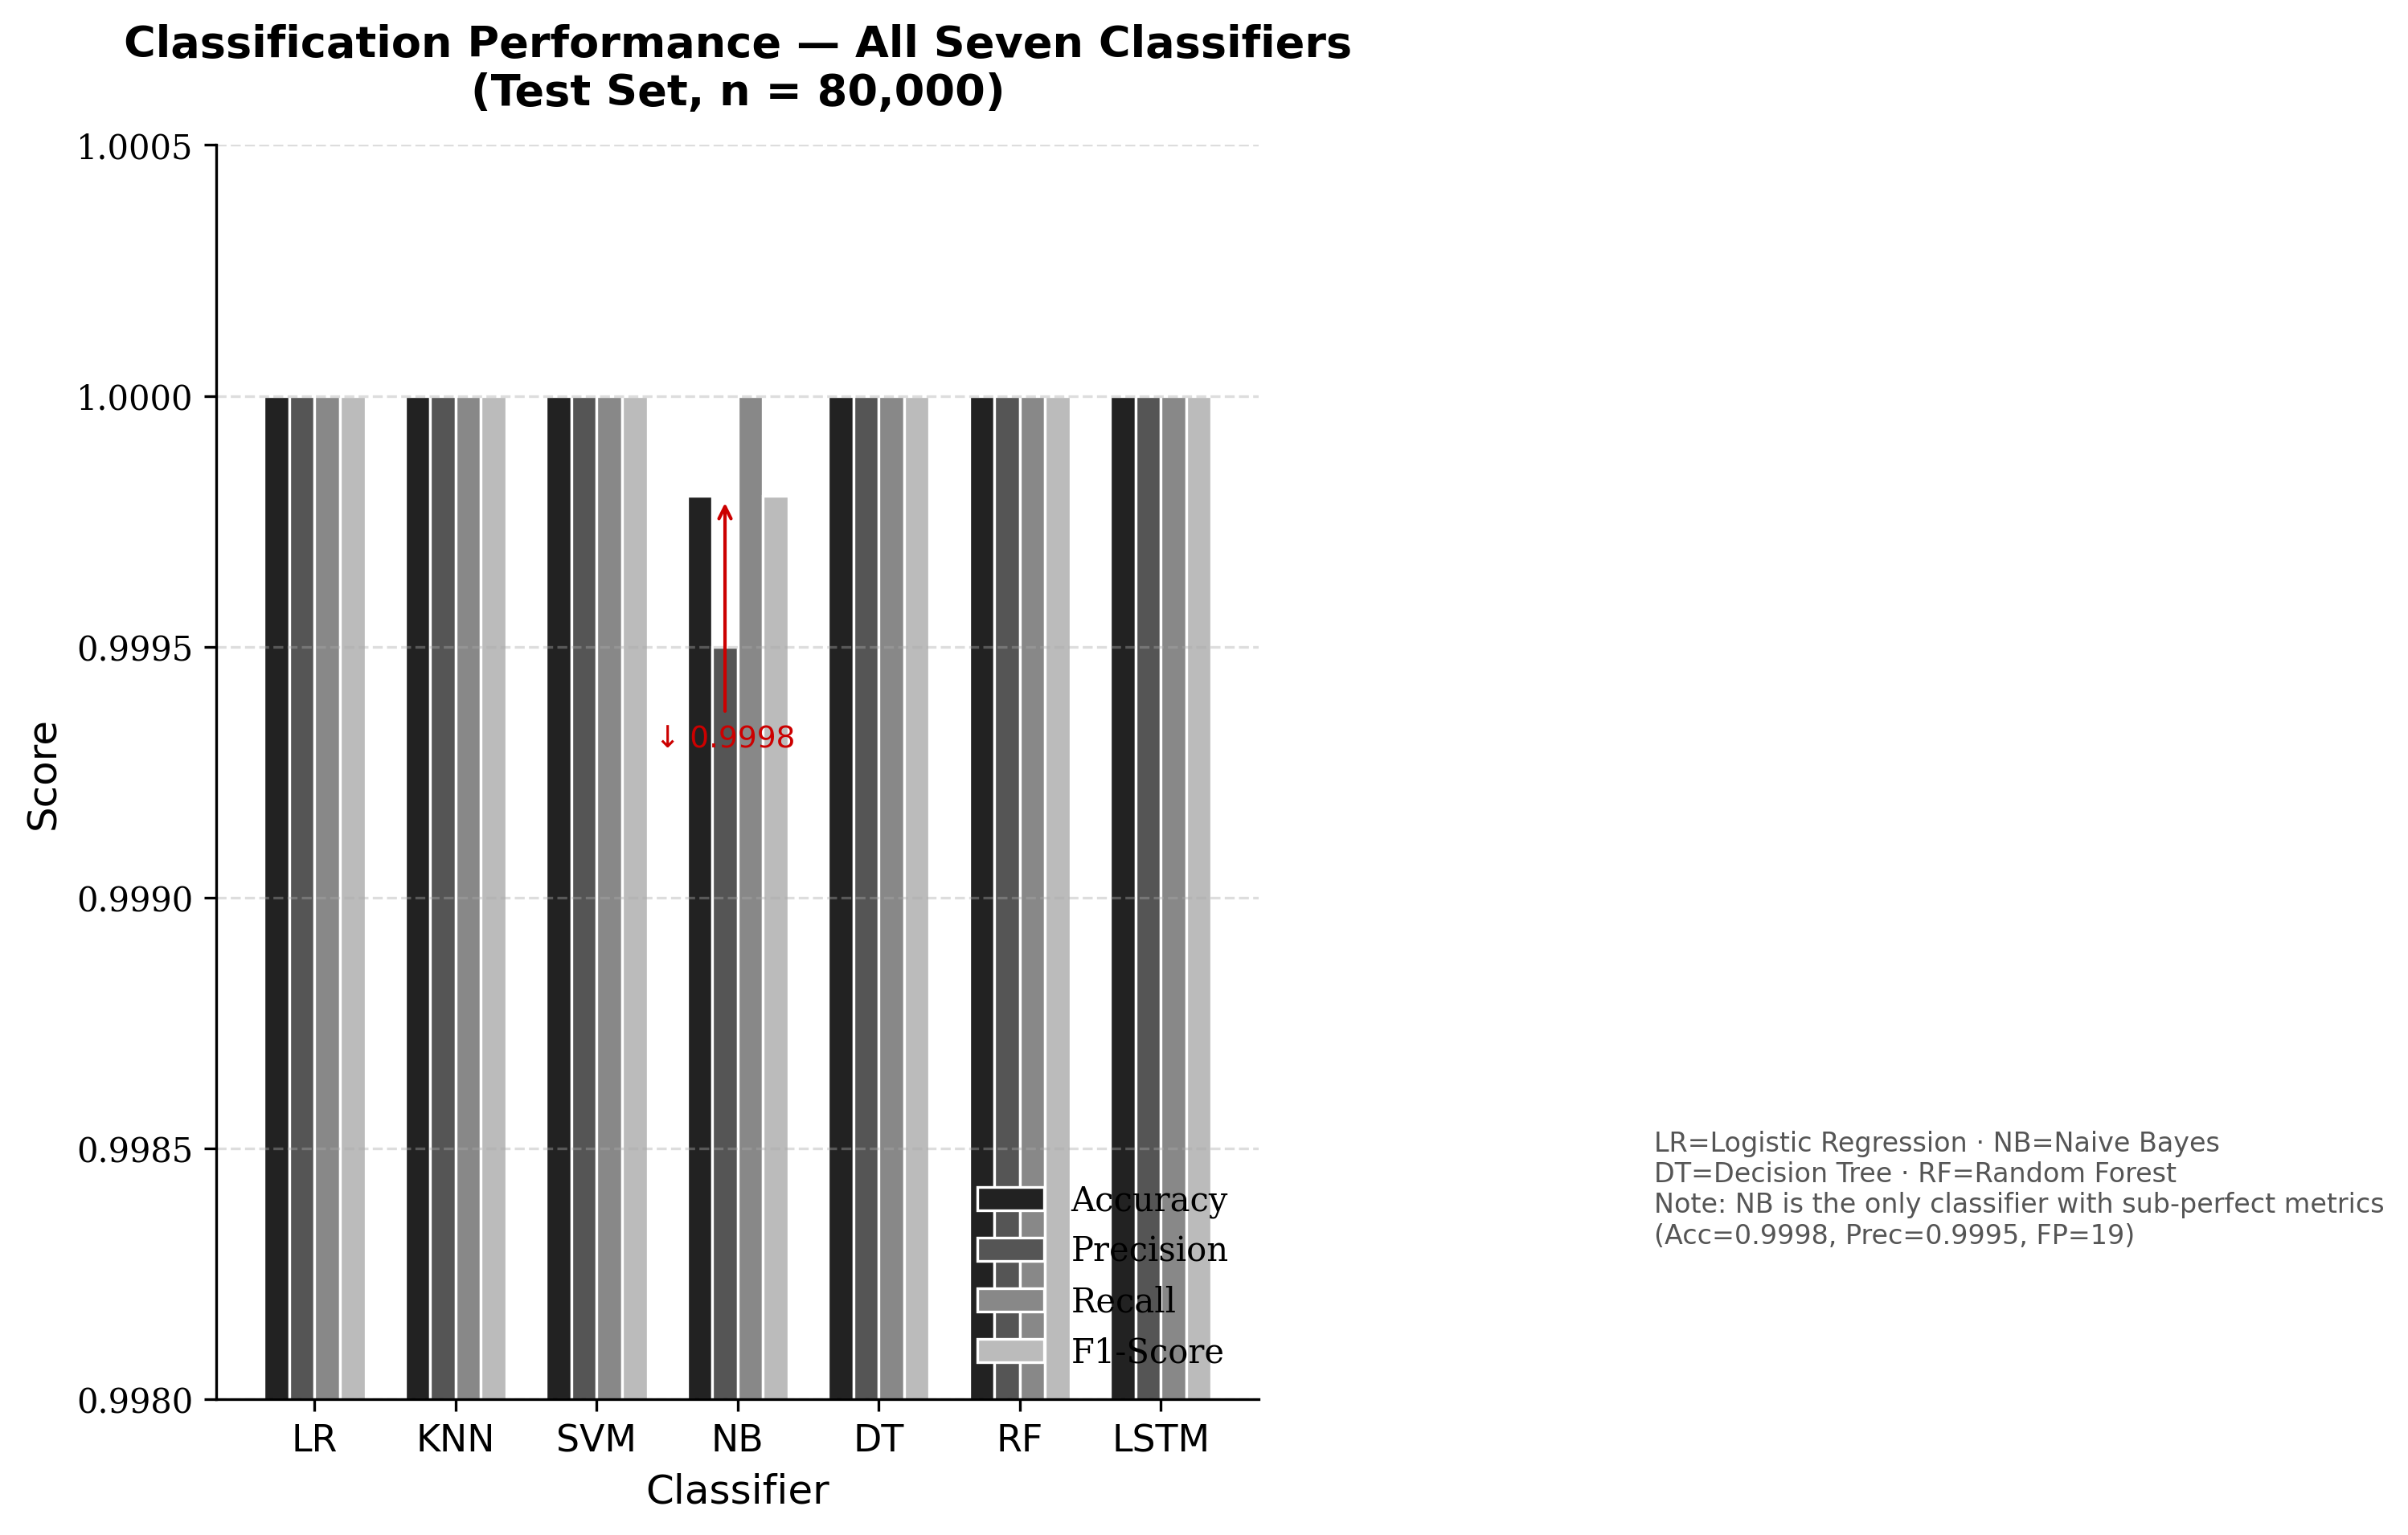 Classification Performance — All Seven Classifiers
(Test Set, n = 80,000)
1.0005
1.0000
0.9995
0.9990
0.9985
0.9980
Score
↓ 0.9998
Accuracy
Precision
Recall
F1-Score
LR KNN SVM NB DT RF LSTM
Classifier
LR=Logistic Regression · NB=Naive Bayes
DT=Decision Tree · RF=Random Forest
Note: NB is the only classifier with sub-perfect metrics
(Acc=0.9998, Prec=0.9995, FP=19)